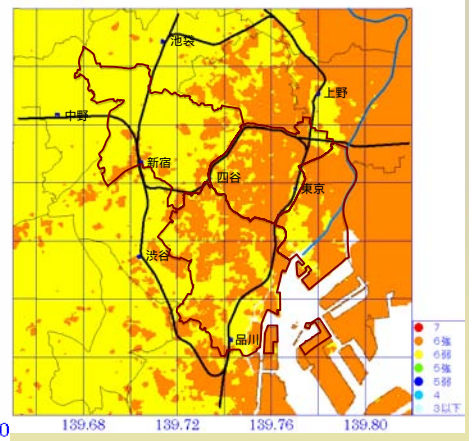 池袋
上野
中野
新宿
四谷
東京
渋谷
品川
7
6強
6弱
5強
5弱
4
3以下
0
139.68
139.72
139.76
139.80